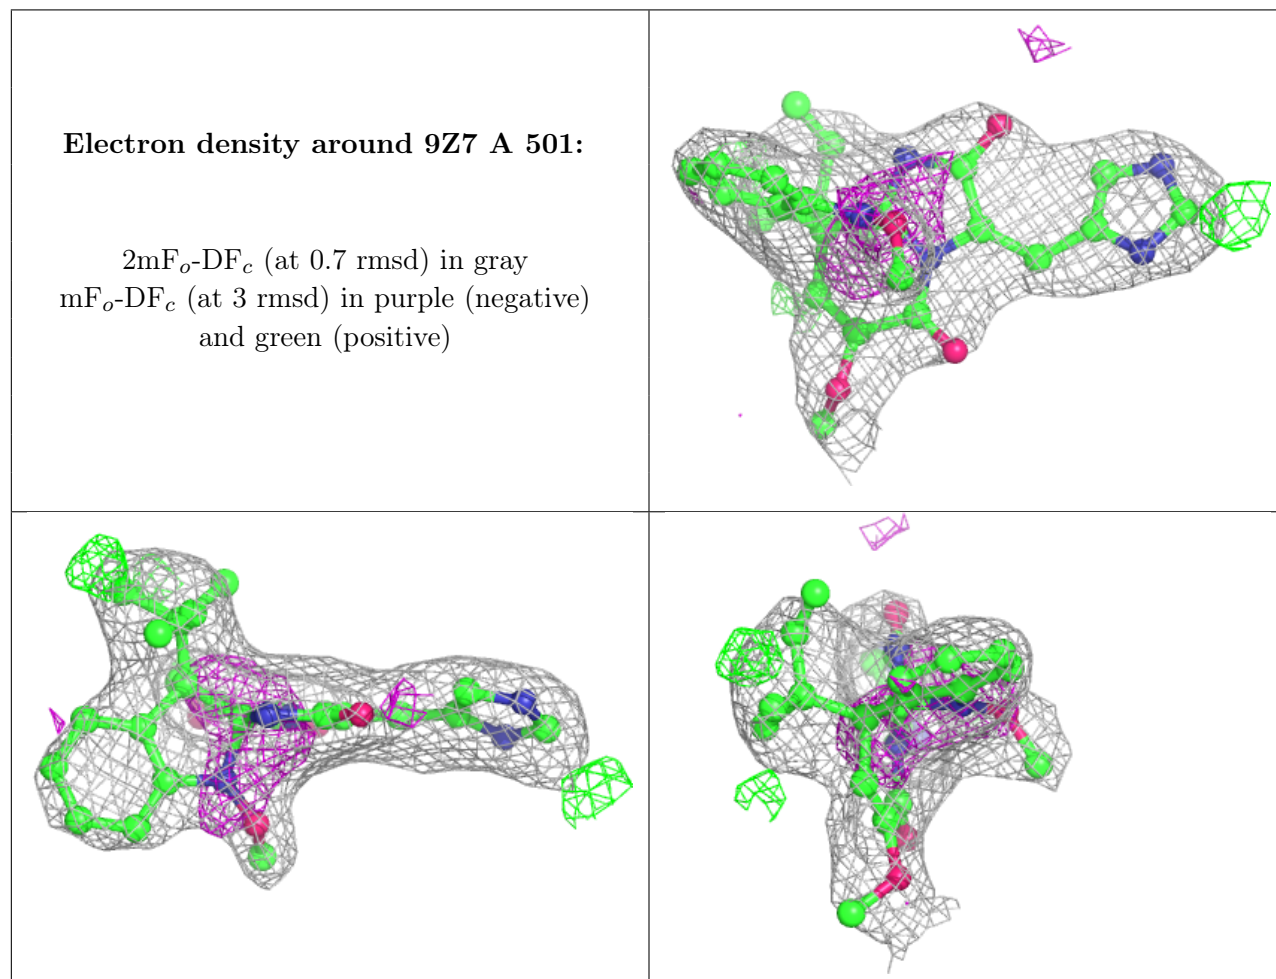 Electron density around 9Z7 A 501:
2mFo-DFc (at 0.7 rmsd) in gray
mFo-DFc (at 3 rmsd) in purple (negative)
and green (positive)